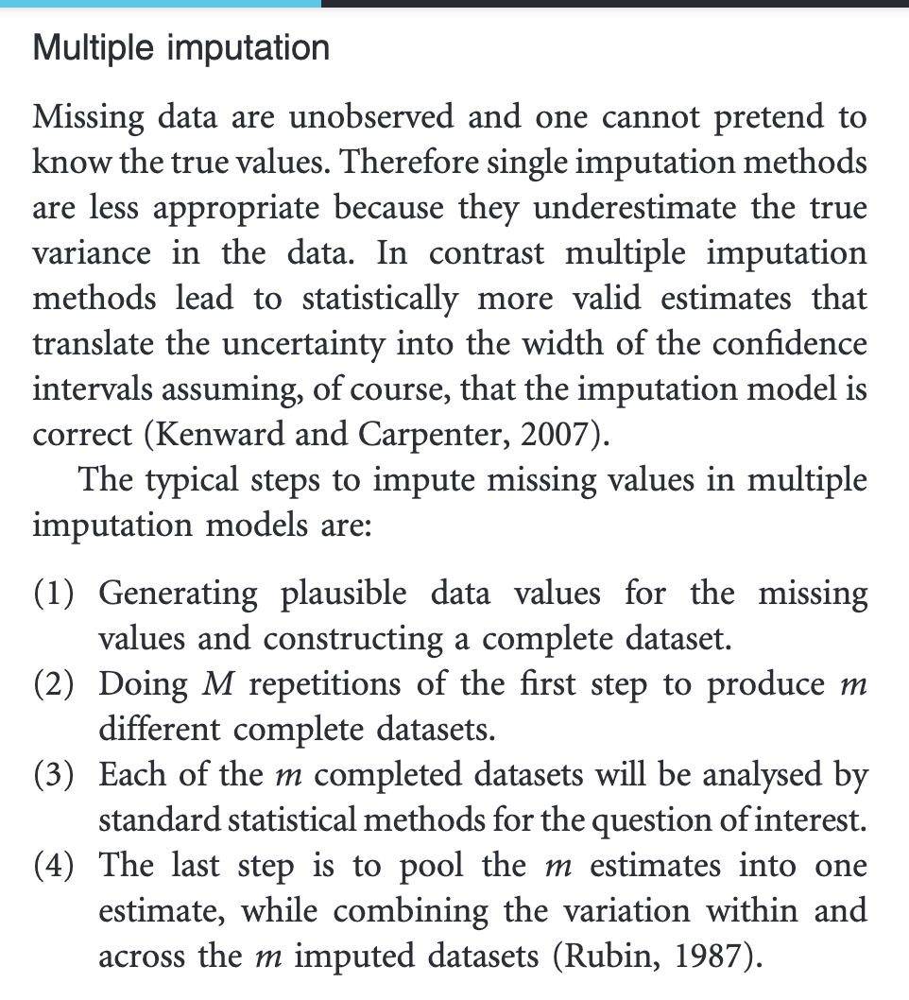 Multiple imputation
Missing data are unobserved and one cannot pretend to
know the true values. Therefore single imputation methods
are less appropriate because they underestimate the true
variance in the data. In contrast multiple imputation
methods lead to statistically more valid estimates that
translate the uncertainty into the width of the confidence
intervals assuming, of course, that the imputation model is
correct (Kenward and Carpenter, 2007).
The typical steps to impute missing values in multiple
imputation models are:
(1) Generating plausible data values for the missing
values and constructing a complete dataset.
(2) Doing M repetitions of the first step to produce m
different complete datasets.
(3) Each of the m completed datasets will be analysed by
standard statistical methods for the question of interest.
(4) The last step is to pool the m estimates into one
estimate, while combining the variation within and
across the m imputed datasets (Rubin, 1987).